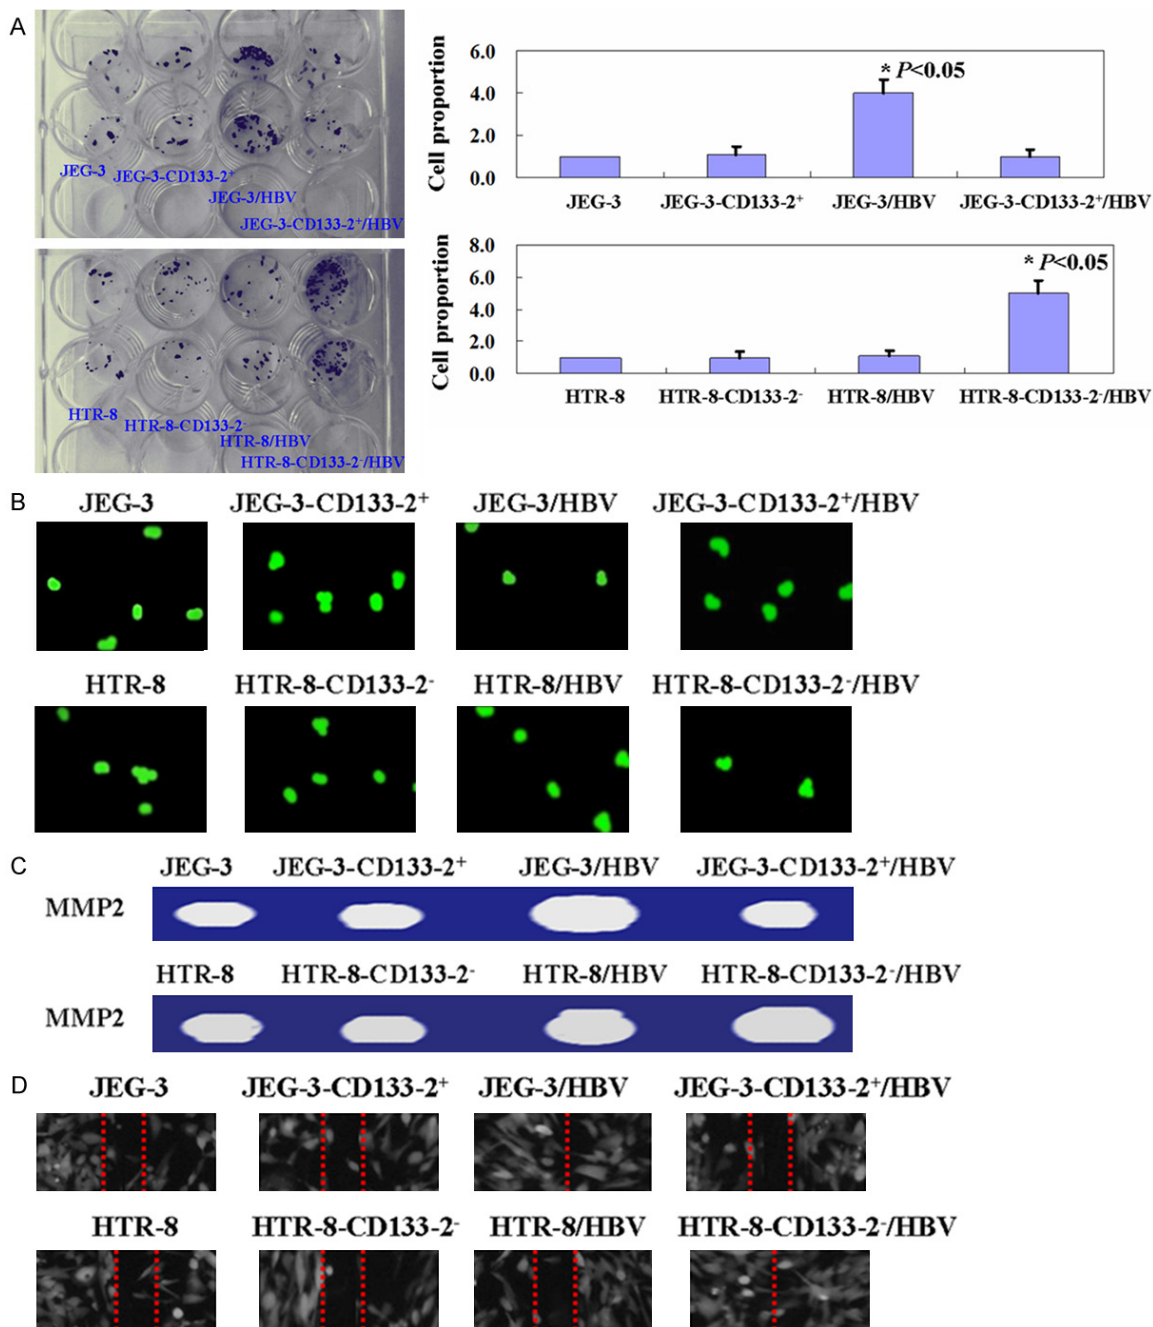 A
JEG-3
JEG-3-CD133-2⁺
JEG-3/HBV
JEG-3-CD133-2⁺/HBV
Cell proportion
6.0
4.0
2.0
0.0
* P<0.05
JEG-3
JEG-3-CD133-2⁺
JEG-3/HBV
JEG-3-CD133-2⁺/HBV
HTR-8
HTR-8-CD133-2⁻
HTR-8/HBV
HTR-8-CD133-2⁻/HBV
Cell proportion
8.0
6.0
4.0
2.0
0.0
* P<0.05
HTR-8
HTR-8-CD133-2⁻
HTR-8/HBV
HTR-8-CD133-2⁻/HBV
B
JEG-3 JEG-3-CD133-2⁺ JEG-3/HBV JEG-3-CD133-2⁺/HBV
HTR-8 HTR-8-CD133-2⁻ HTR-8/HBV HTR-8-CD133-2⁻/HBV
C
JEG-3 JEG-3-CD133-2⁺ JEG-3/HBV JEG-3-CD133-2⁺/HBV
MMP2
HTR-8 HTR-8-CD133-2⁻ HTR-8/HBV HTR-8-CD133-2⁻/HBV
MMP2
D
JEG-3 JEG-3-CD133-2⁺ JEG-3/HBV JEG-3-CD133-2⁺/HBV
HTR-8 HTR-8-CD133-2⁻ HTR-8/HBV HTR-8-CD133-2⁻/HBV